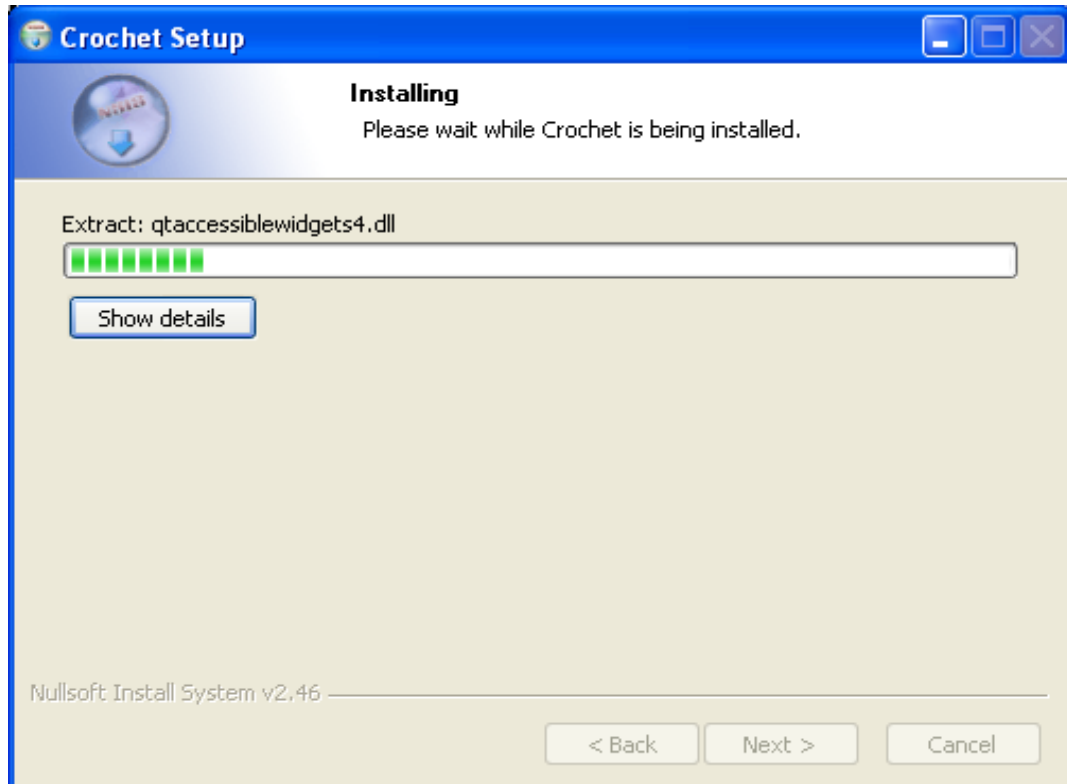 Crochet Setup
Installing
Please wait while Crochet is being installed.
Extract: qtaccessiblewidgets4.dll
Show details
Nullsoft Install System v2.46
< Back Next > Cancel